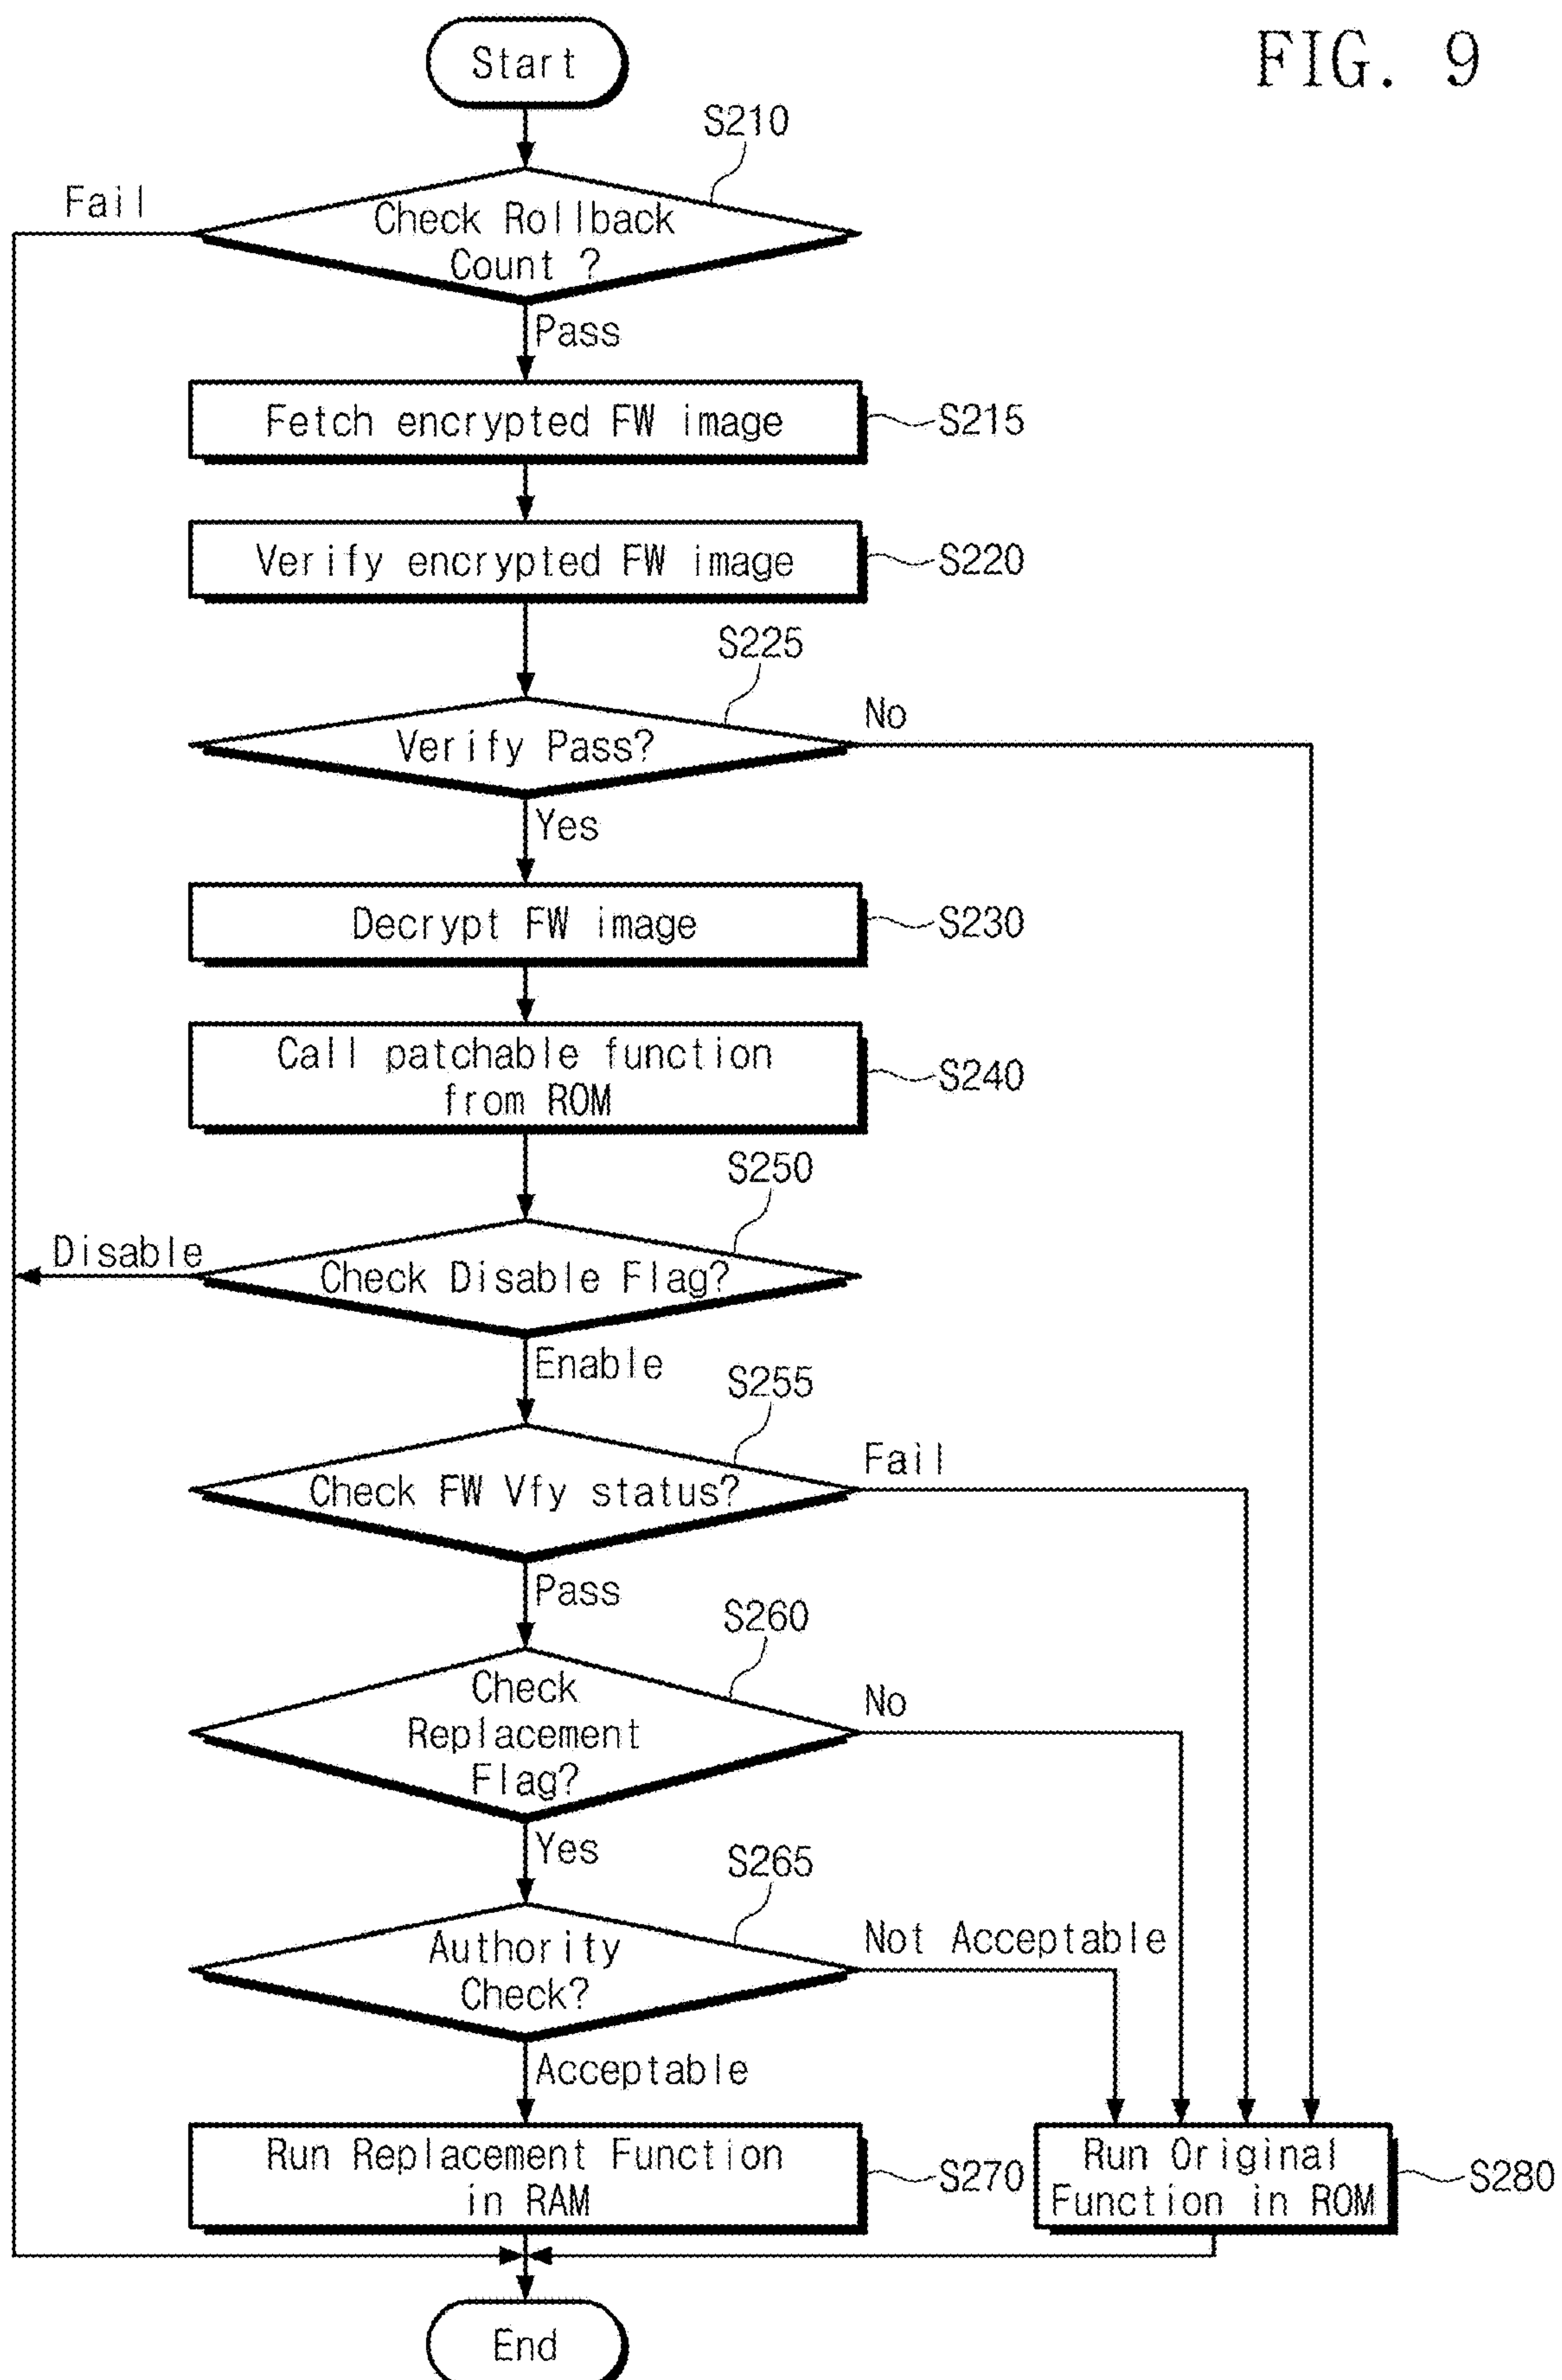 FIG. 9
Start
S210
Fail
Check Rollback
Count ?
Pass
Fetch encrypted FW image
S215
Verify encrypted FW image
S220
S225
Verify Pass?
No
Yes
Decrypt FW image
S230
Call patchable function
from ROM
S240
S250
Disable
Check Disable Flag?
Enable
S255
Check FW Vfy status?
Fail
Pass
S260
Check
Replacement
Flag?
No
Yes
S265
Authority
Check?
Not Acceptable
Acceptable
Run Replacement Function
in RAM
S270
Run Original
Function in ROM
S280
End